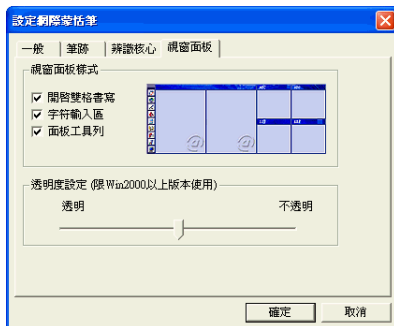 設定網際蒙恬筆
一般 筆跡 辨識核心 視窗面板
視窗面板樣式
開啟雙格書寫
字符輸入區
面板工具列
@ @
透明度設定 (限Win2000以上版本使用)
透明 不透明
確定 取消